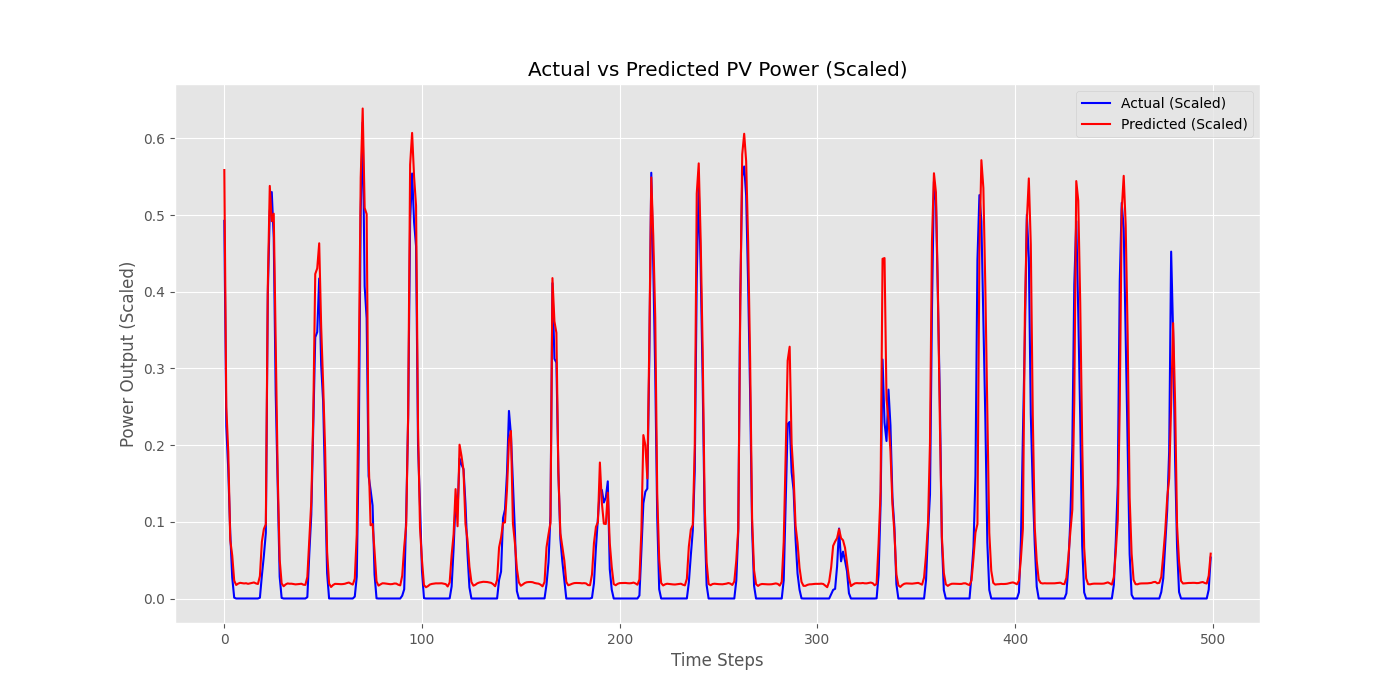 Actual vs Predicted PV Power (Scaled)
Actual (Scaled)
Predicted (Scaled)
Power Output (Scaled)
0.6
0.5
0.4
0.3
0.2
0.1
0.0
0 100 200 300 400 500
Time Steps